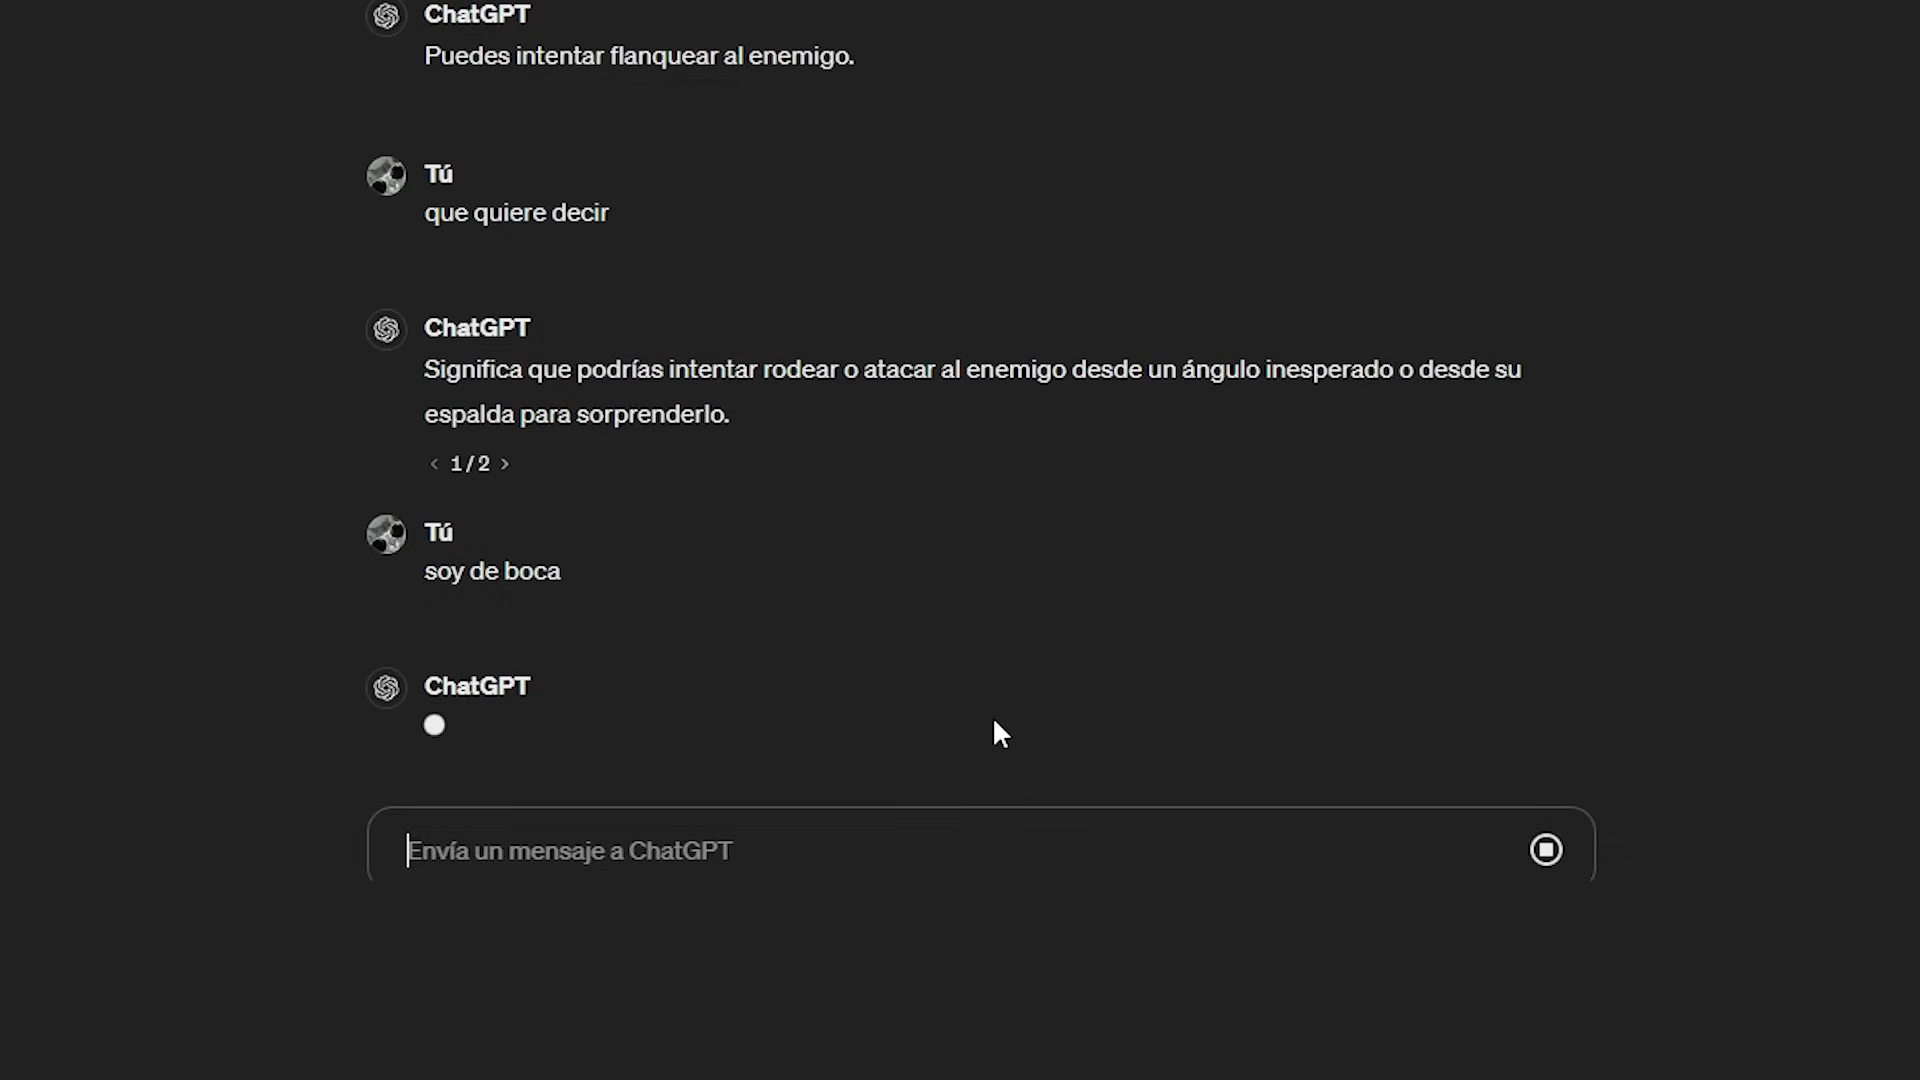 ChatGPT
Puedes intentar flanquear al enemigo.
Tú
que quiere decir
ChatGPT
Significa que podrías intentar rodear o atacar al enemigo desde un ángulo inesperado o desde su
espalda para sorprenderlo.
< 1/2 >
Tú
soy de boca
ChatGPT
Envía un mensaje a ChatGPT